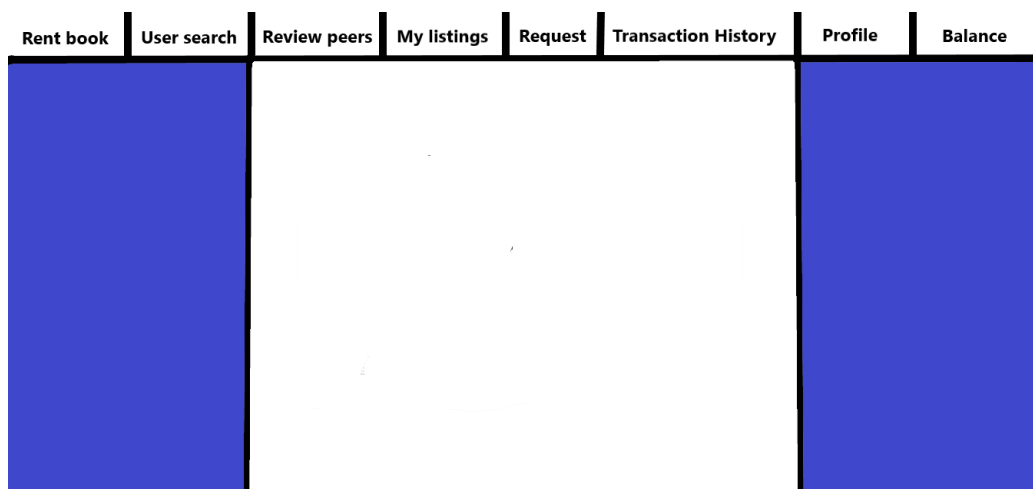 Rent book User search Review peers My listings Request Transaction History Profile Balance